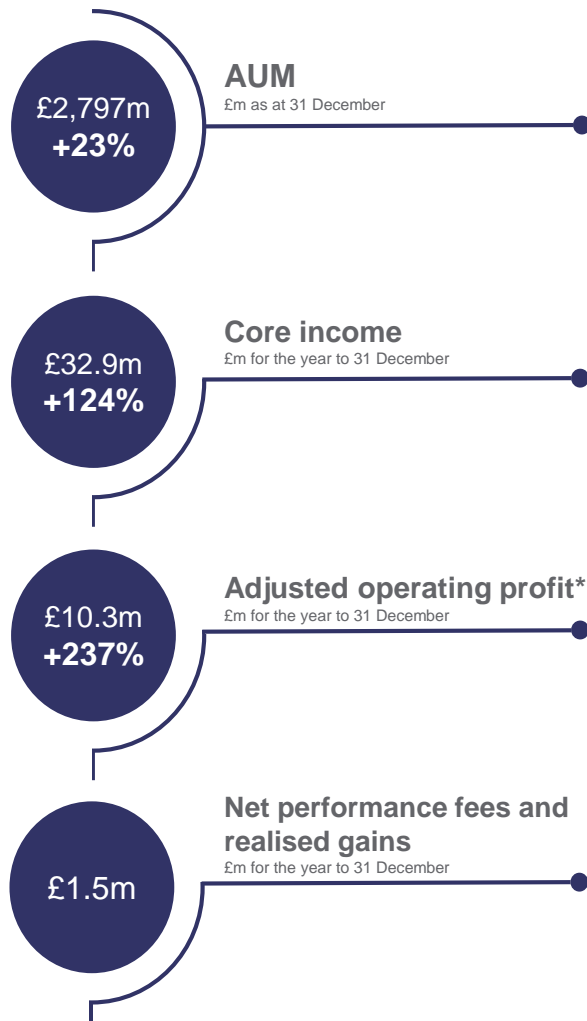 £2,797m
+23%
AUM
£m as at 31 December
£32.9m
+124%
Core income
£m for the year to 31 December
£10.3m
+237%
Adjusted operating profit*
£m for the year to 31 December
£1.5m
Net performance fees and
realised gains
£m for the year to 31 December